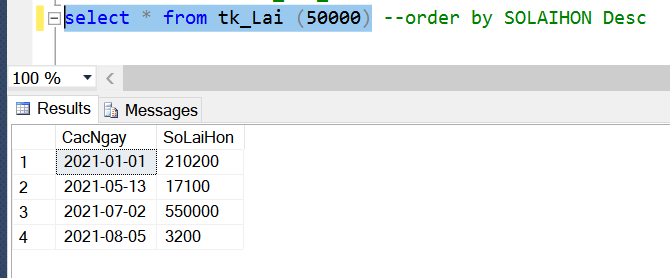 select * from tk_Lai (50000) --order by SOLAIHON Desc
100 %
Results Messages
CacNgay SoLaiHon
1 2021-01-01 210200
2 2021-05-13 17100
3 2021-07-02 550000
4 2021-08-05 3200